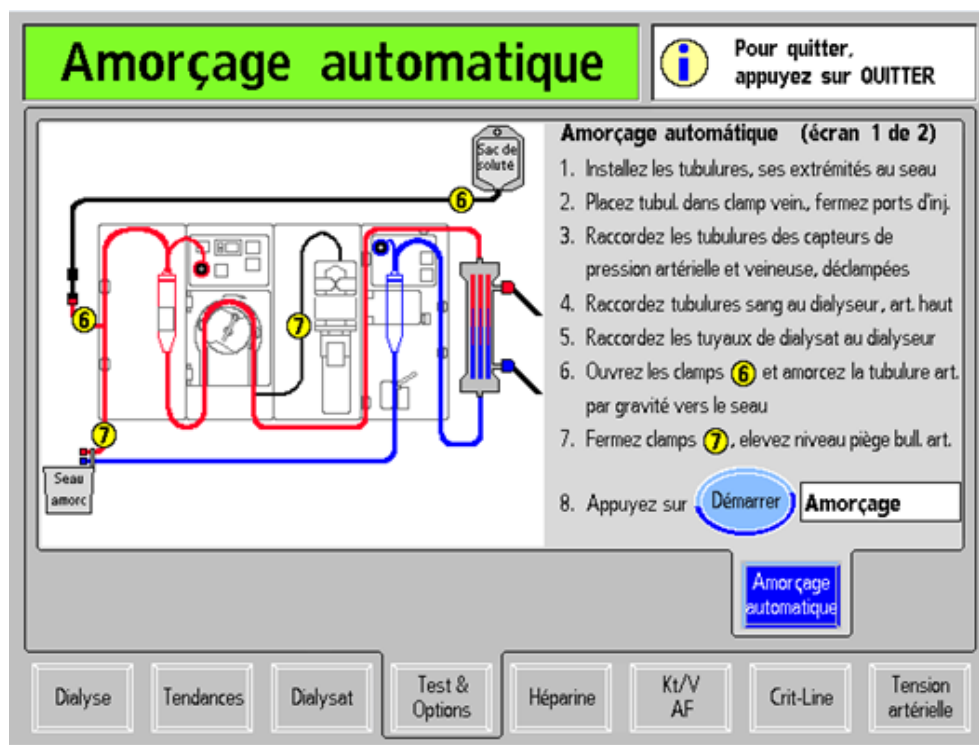 Amorçage automatique
Pour quitter,
appuyez sur QUITTER
Sac de
soluté
6
6
7
7
Seau
amorc
Amorçage automátique (écran 1 de 2)
1. Installez les tubulures, ses extrémités au seau
2. Placez tubul. dans clamp vein., fermez ports d'inj.
3. Raccordez les tubulures des capteurs de
pression artérielle et veineuse, déclampées
4. Raccordez tubulures sang au dialyseur, art. haut
5. Raccordez les tuyaux de dialysat au dialyseur
6. Ouvrez les clamps 6 et amorcez la tubulure art.
par gravité vers le seau
7. Fermez clamps 7, elevez niveau piège bull. art.
8. Appuyez sur Démarrer Amorçage
Amorçage
automatique
Dialyse
Tendances
Dialysat
Test &
Options
Héparine
Kt/V
AF
Crit-Line
Tension
artérielle